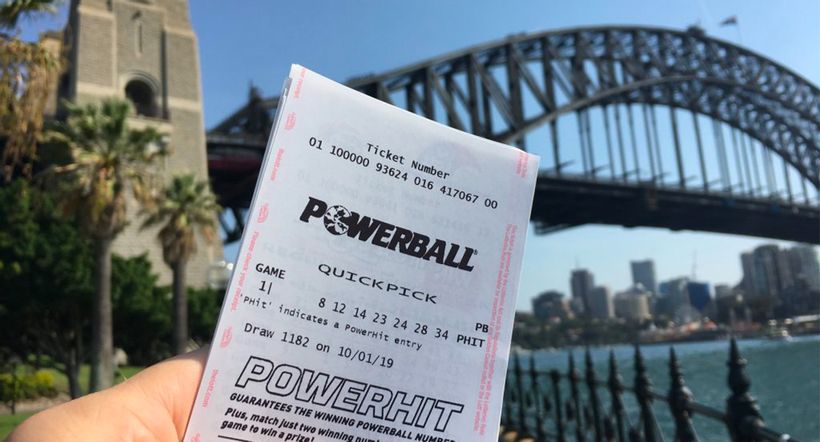 Ticket Number
01 100000 93624 016 417067 00
POWERBALL
QUICKPICK
GAME PB
1| 8 12 14 23 24 28 34 PHIT
'PHit' indicates a PowerHit entry
Draw 1182 on 10/01/19
POWERHIT
GUARANTEES THE WINNING POWERBALL NUMBER
Plus, match just two winning
game to win a prize!